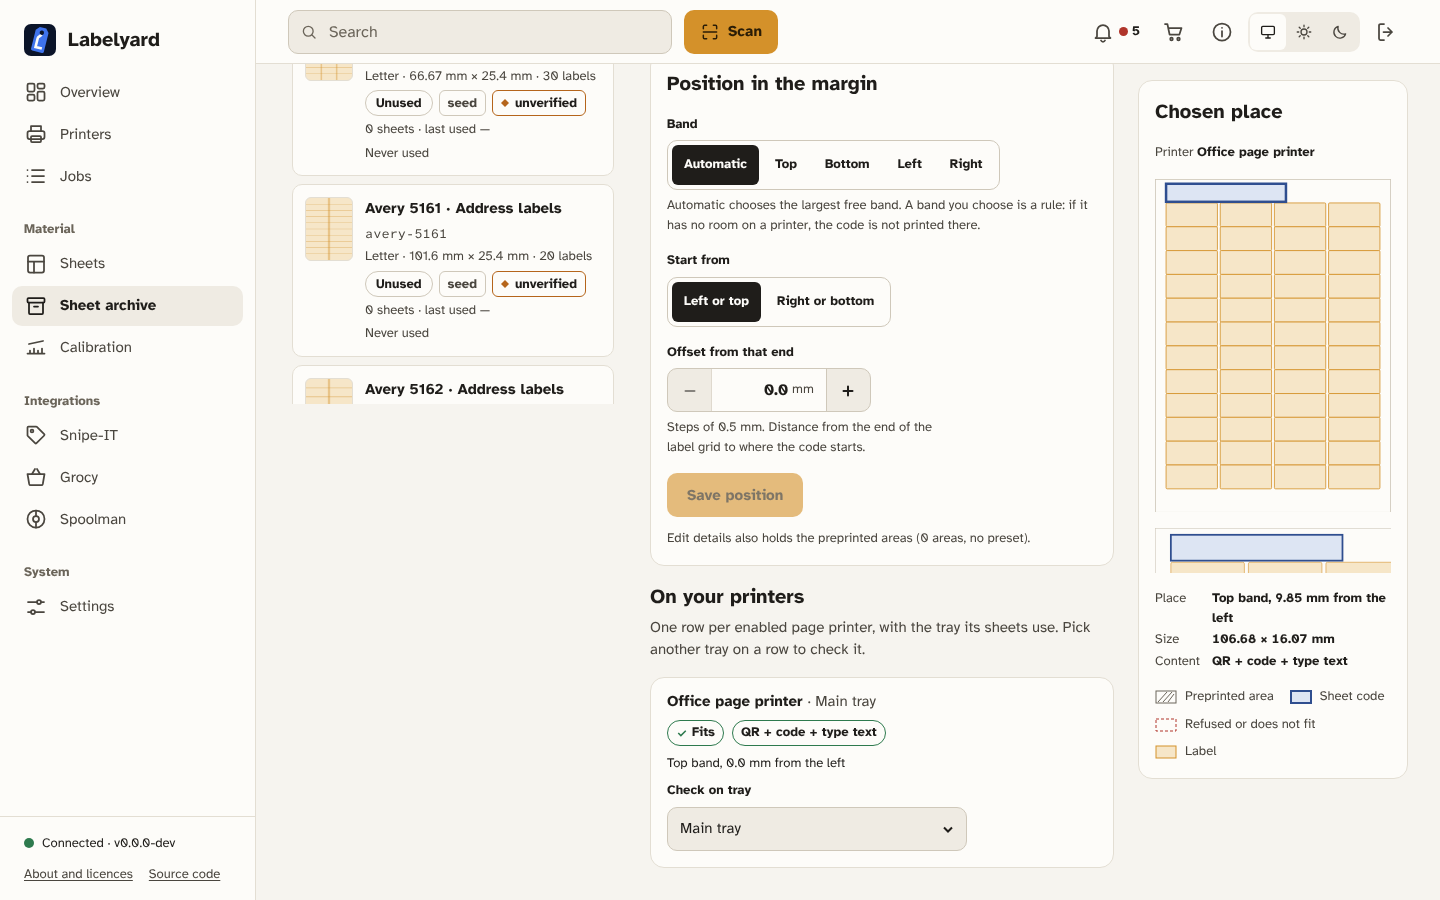 Labelyard
Search
Scan
5
Overview
Printers
Jobs
Material
Sheets
Sheet archive
Calibration
Integrations
Snipe-IT
Grocy
Spoolman
System
Settings
Connected · v0.0.0-dev
About and licences
Source code
Letter · 66.67 mm × 25.4 mm · 30 labels
Unused
seed
unverified
0 sheets · last used —
Never used
Avery 5161 · Address labels
avery-5161
Letter · 101.6 mm × 25.4 mm · 20 labels
Unused
seed
unverified
0 sheets · last used —
Never used
Avery 5162 · Address labels
Position in the margin
Band
Automatic
Top
Bottom
Left
Right
Automatic chooses the largest free band. A band you choose is a rule: if it
has no room on a printer, the code is not printed there.
Start from
Left or top
Right or bottom
Offset from that end
− 0.0 mm +
Steps of 0.5 mm. Distance from the end of the
label grid to where the code starts.
Save position
Edit details also holds the preprinted areas (0 areas, no preset).
On your printers
One row per enabled page printer, with the tray its sheets use. Pick
another tray on a row to check it.
Office page printer · Main tray
Fits
QR + code + type text
Top band, 0.0 mm from the left
Check on tray
Main tray
Chosen place
Printer Office page printer
Place Top band, 9.85 mm from the
left
Size 106.68 × 16.07 mm
Content QR + code + type text
Preprinted area
Sheet code
Refused or does not fit
Label